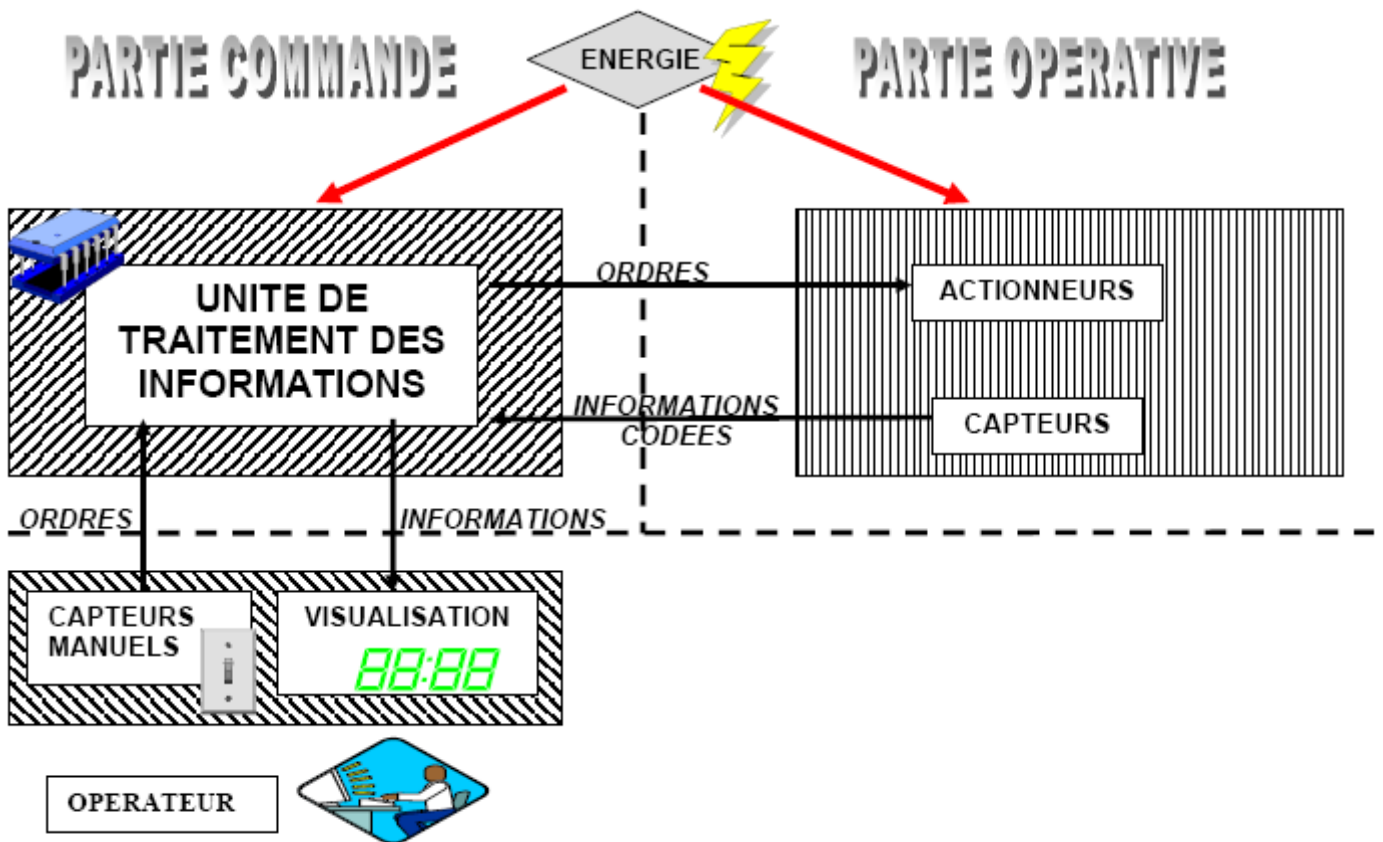 PARTIE COMMANDE
ENERGIE
PARTIE OPERATIVE
UNITE DE
TRAITEMENT DES
INFORMATIONS
ORDRES
ACTIONNEURS
INFORMATIONS
CODEES
CAPTEURS
ORDRES
INFORMATIONS
CAPTEURS
MANUELS
VISUALISATION
88:88
OPERATEUR